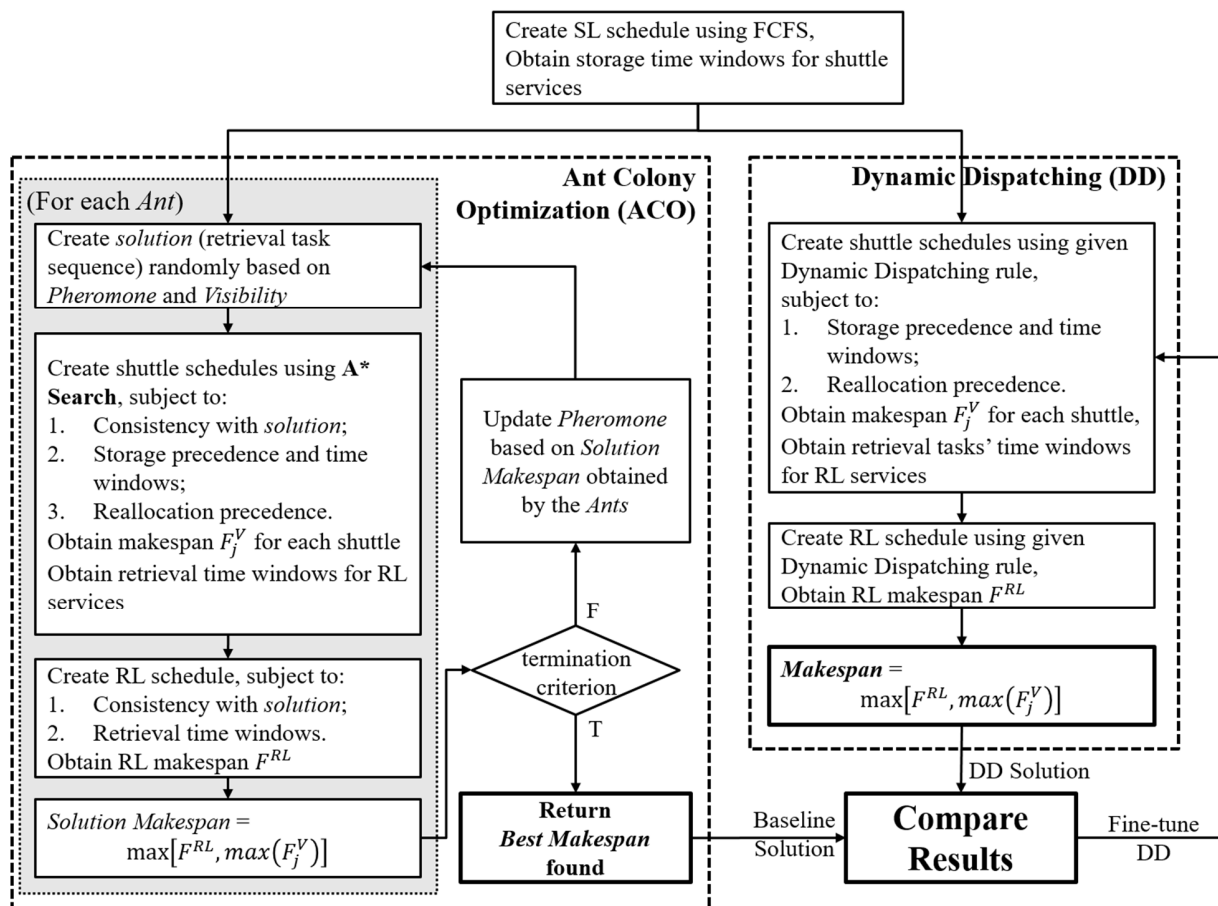 Create SL schedule using FCFS,
Obtain storage time windows for shuttle
services
Ant Colony
Optimization (ACO)
(For each Ant)
Create solution (retrieval task
sequence) randomly based on
Pheromone and Visibility
Create shuttle schedules using A*
Search, subject to:
1. Consistency with solution;
2. Storage precedence and time
windows;
3. Reallocation precedence.
Obtain makespan F_j^V for each shuttle
Obtain retrieval time windows for RL
services
Create RL schedule, subject to:
1. Consistency with solution;
2. Retrieval time windows.
Obtain RL makespan F^{RL}
Solution Makespan =
max[F^{RL}, max(F_j^V)]
Update Pheromone
based on Solution
Makespan obtained
by the Ants
F
termination
criterion
T
Return
Best Makespan
found
Dynamic Dispatching (DD)
Create shuttle schedules using given
Dynamic Dispatching rule,
subject to:
1. Storage precedence and time
windows;
2. Reallocation precedence.
Obtain makespan F_j^V for each shuttle,
Obtain retrieval tasks' time windows
for RL services
Create RL schedule using given
Dynamic Dispatching rule,
Obtain RL makespan F^{RL}
Makespan =
max[F^{RL}, max(F_j^V)]
DD Solution
Baseline
Solution
Compare
Results
Fine-tune
DD